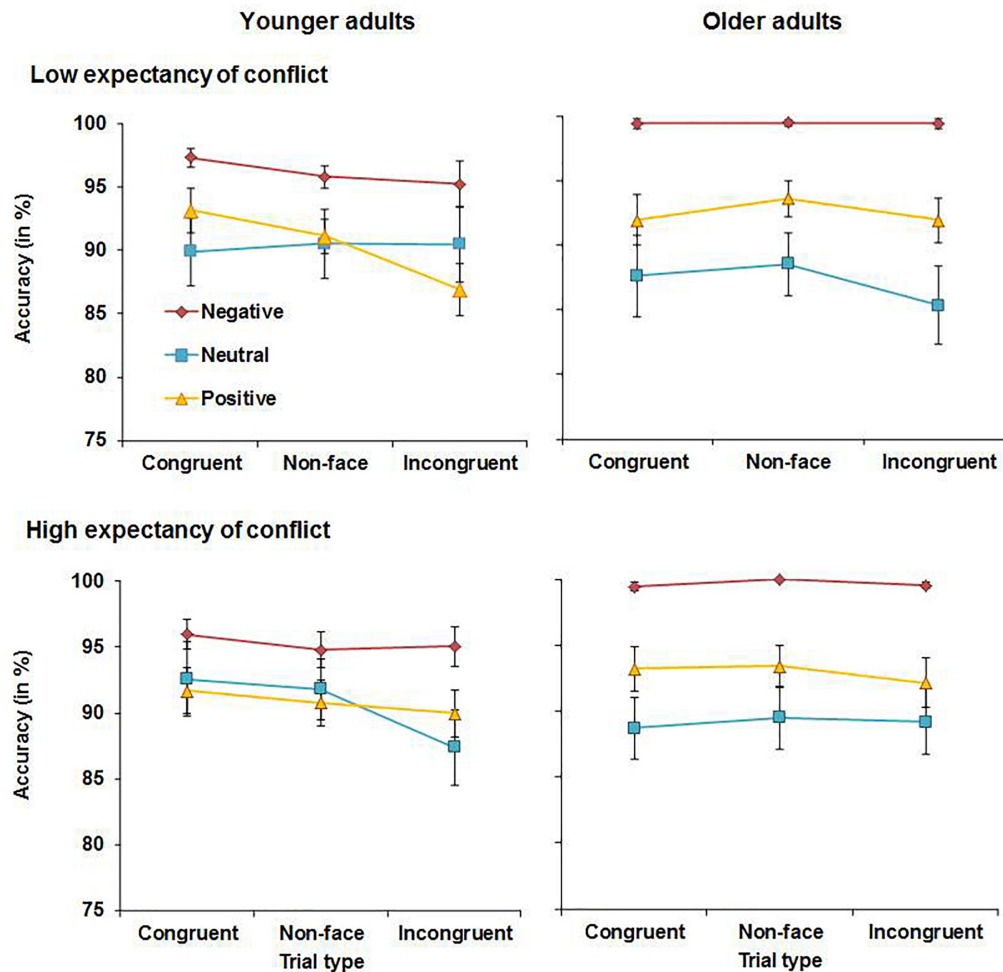 Younger adults
Older adults
Low expectancy of conflict
Accuracy (in %)
100
95
90
85
80
75
Negative
Neutral
Positive
Congruent Non-face Incongruent
Congruent Non-face Incongruent
High expectancy of conflict
Accuracy (in %)
100
95
90
85
80
75
Congruent Non-face Incongruent
Trial type
Congruent Non-face Incongruent
Trial type